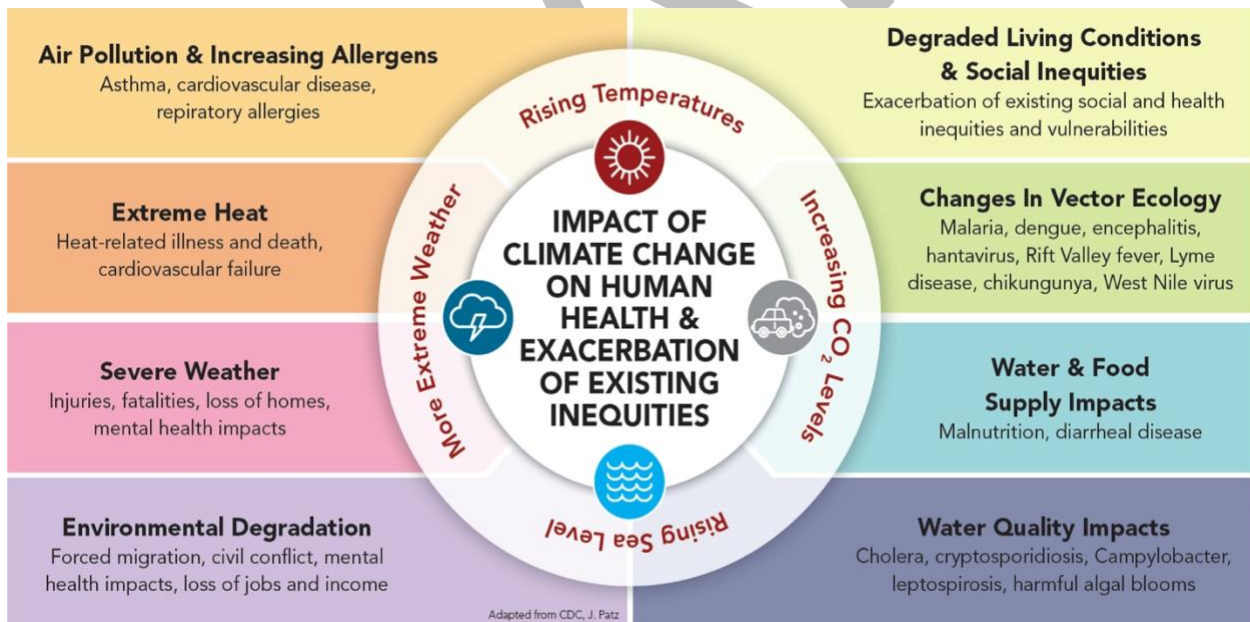 Air Pollution & Increasing Allergens
Asthma, cardiovascular disease,
repiratory allergies
Extreme Heat
Heat-related illness and death,
cardiovascular failure
Severe Weather
Injuries, fatalities, loss of homes,
mental health impacts
Environmental Degradation
Forced migration, civil conflict, mental
health impacts, loss of jobs and income
Adapted from CDC, J. Patz
Rising Temperatures
More Extreme Weather
IMPACT OF
CLIMATE CHANGE
ON HUMAN
HEALTH &
EXACERBATION
OF EXISTING
INEQUITIES
Increasing CO₂ Levels
Rising Sea Level
Degraded Living Conditions
& Social Inequities
Exacerbation of existing social and health
inequities and vulnerabilities
Changes In Vector Ecology
Malaria, dengue, encephalitis,
hantavirus, Rift Valley fever, Lyme
disease, chikungunya, West Nile virus
Water & Food
Supply Impacts
Malnutrition, diarrheal disease
Water Quality Impacts
Cholera, cryptosporidiosis, Campylobacter,
leptospirosis, harmful algal blooms